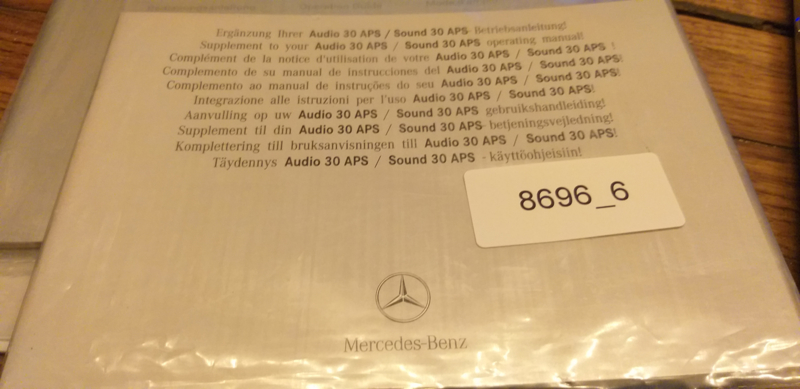 Ergänzung Ihrer Audio 30 APS / Sound 30 APS- Betriebsanleitung!
Supplement to your Audio 30 APS / Sound 30 APS operating manual!
Complément de la notice d'utilisation de votre Audio 30 APS / Sound 30 APS !
Complemento de su manual de instrucciones del Audio 30 APS / Sound 30 APS!
Complemento ao manual de instruções do seu Audio 30 APS / Sound 30 APS!
Integrazione alle istruzioni per l'uso Audio 30 APS / Sound 30 APS!
Aanvulling op uw Audio 30 APS / Sound 30 APS gebruikshandleiding!
Supplement til din Audio 30 APS / Sound 30 APS- betjeningsvejledning!
Komplettering till bruksanvisningen till Audio 30 APS / Sound 30 APS!
Täydennys Audio 30 APS / Sound 30 APS - käyttöohjeisiin!
8696_6
Mercedes-Benz